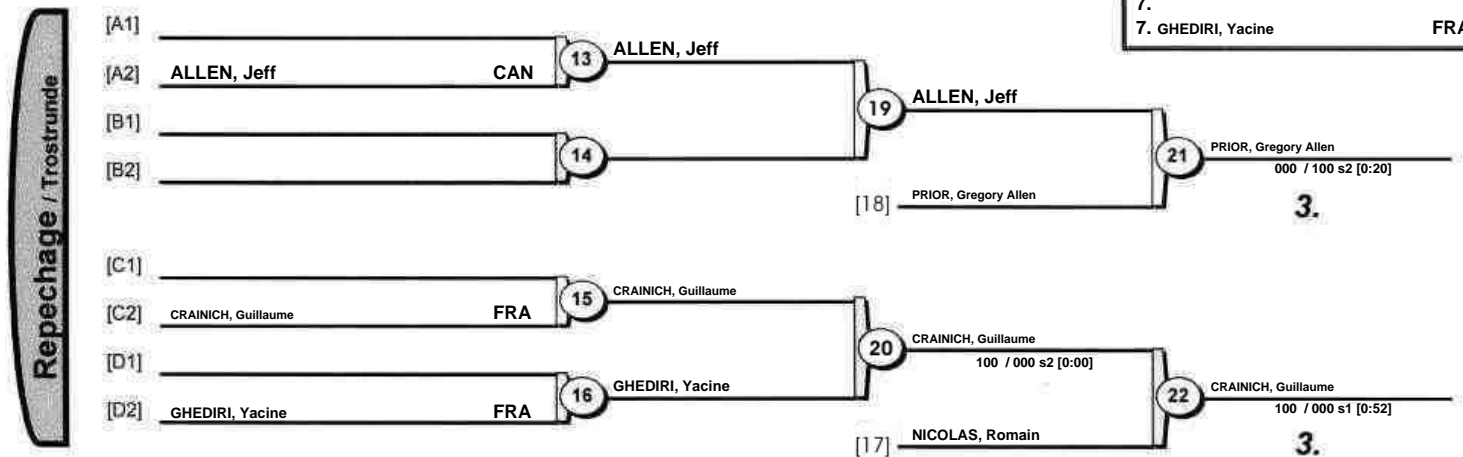 7.
7. GHEDIRI, Yacine FRA
Repechage / Trostrunde
[A1]
[A2] ALLEN, Jeff CAN
13 ALLEN, Jeff
[B1]
[B2]
14
19 ALLEN, Jeff
[18] PRIOR, Gregory Allen
21 PRIOR, Gregory Allen
000 / 100 s2 [0:20]
3.
[C1]
[C2] CRAINICH, Guillaume FRA
15 CRAINICH, Guillaume
[D1]
[D2] GHEDIRI, Yacine FRA
16 GHEDIRI, Yacine
20 CRAINICH, Guillaume
100 / 000 s2 [0:00]
[17] NICOLAS, Romain
22 CRAINICH, Guillaume
100 / 000 s1 [0:52]
3.